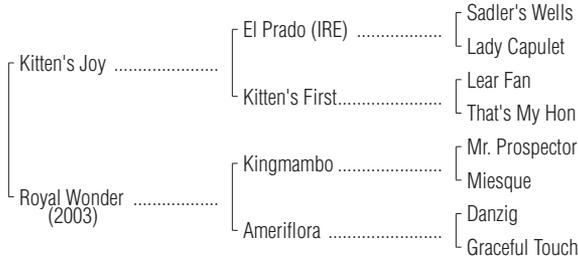 Sadler's Wells
El Prado (IRE) ..................
Lady Capulet
Kitten's Joy ......................
Lear Fan
Kitten's First......................
That's My Hon
Mr. Prospector
Kingmambo ......................
Miesque
Royal Wonder ..................
(2003)
Danzig
Ameriflora ........................
Graceful Touch